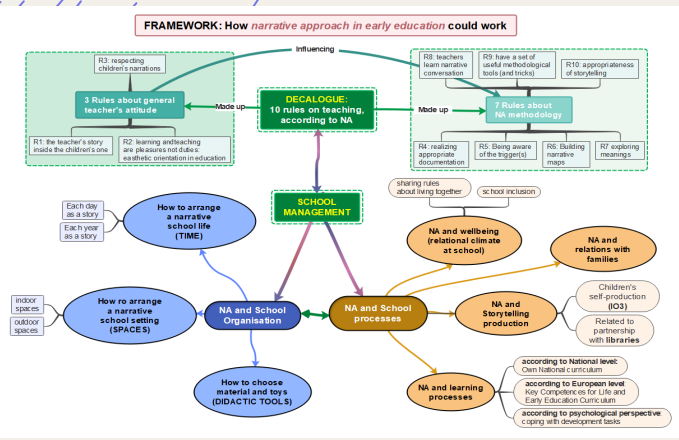 FRAMEWORK: How narrative approach in early education could work
Influencing
R3: respecting
children's narrations
R8: teachers
learn narrative
conversation
R9: have a set of
useful methodological
tools (and tricks)
R10: appropriateness
of storytelling
3 Rules about general
teacher's attitude
Made up
DECALOGUE:
10 rules on teaching,
according to NA
Made up
7 Rules about
NA methodology
R1: the teacher's story
inside the children's one
R2: learning and teaching
are pleasures not duties:
easthetic orientation in education
R4: realizing
appropriate
documentation
R5: Being aware
of the trigger(s)
R6: Building
narrative
maps
R7 exploring
meanings
SCHOOL
MANAGEMENT
sharing rules
about living together
school inclusion
Each day
as a story
Each year
as a story
How to arrange
a narrative
school life
(TIME)
NA and wellbeing
(relational climate
at school)
NA and
relations with
families
indoor
spaces
outdoor
spaces
How ro arrange
a narrative
school setting
(SPACES)
NA and School
Organisation
NA and School
processes
NA and
Storytelling
production
Children's
self-production
(IO3)
Related to
partnership
with libraries
How to choose
material and toys
(DIDACTIC TOOLS)
NA and learning
processes
according to National level:
Own National curriculum
according to European level:
Key Competences for Life and
Early Education Curriculum
according to psychological perspective:
coping with development tasks